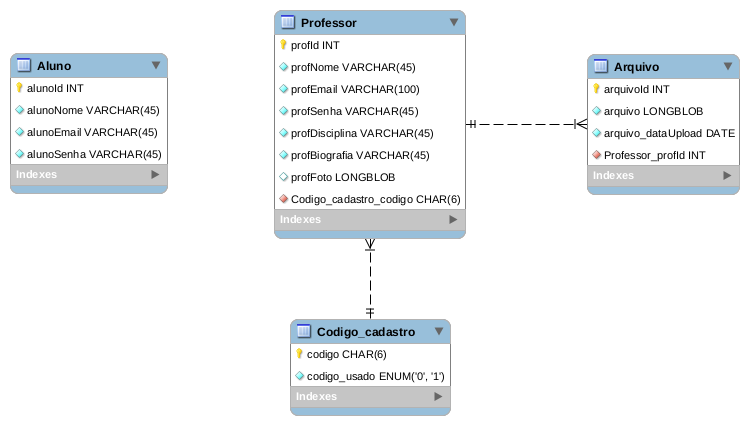 Aluno
alunoId INT
alunoNome VARCHAR(45)
alunoEmail VARCHAR(45)
alunoSenha VARCHAR(45)
Indexes
Professor
profId INT
profNome VARCHAR(45)
profEmail VARCHAR(100)
profSenha VARCHAR(45)
profDisciplina VARCHAR(45)
profBiografia VARCHAR(45)
profFoto LONGBLOB
Codigo_cadastro_codigo CHAR(6)
Indexes
Arquivo
arquivoId INT
arquivo LONGBLOB
arquivo_dataUpload DATE
Professor_profId INT
Indexes
Codigo_cadastro
codigo CHAR(6)
codigo_usado ENUM('0', '1')
Indexes